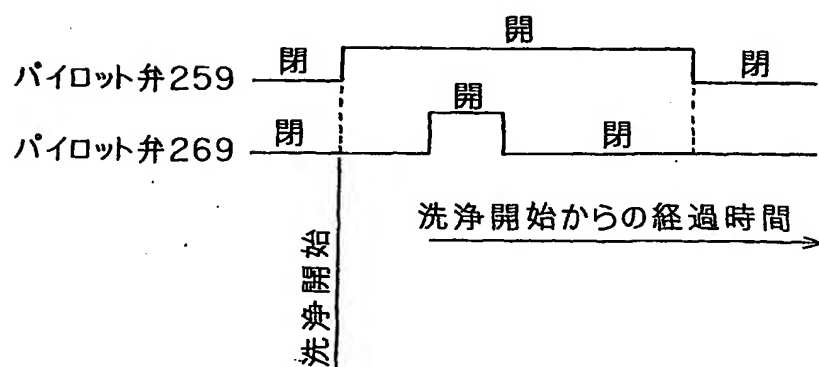 開
パイロット弁259 閉 閉
開
パイロット弁269 閉 閉
洗浄開始からの経過時間
洗浄開始